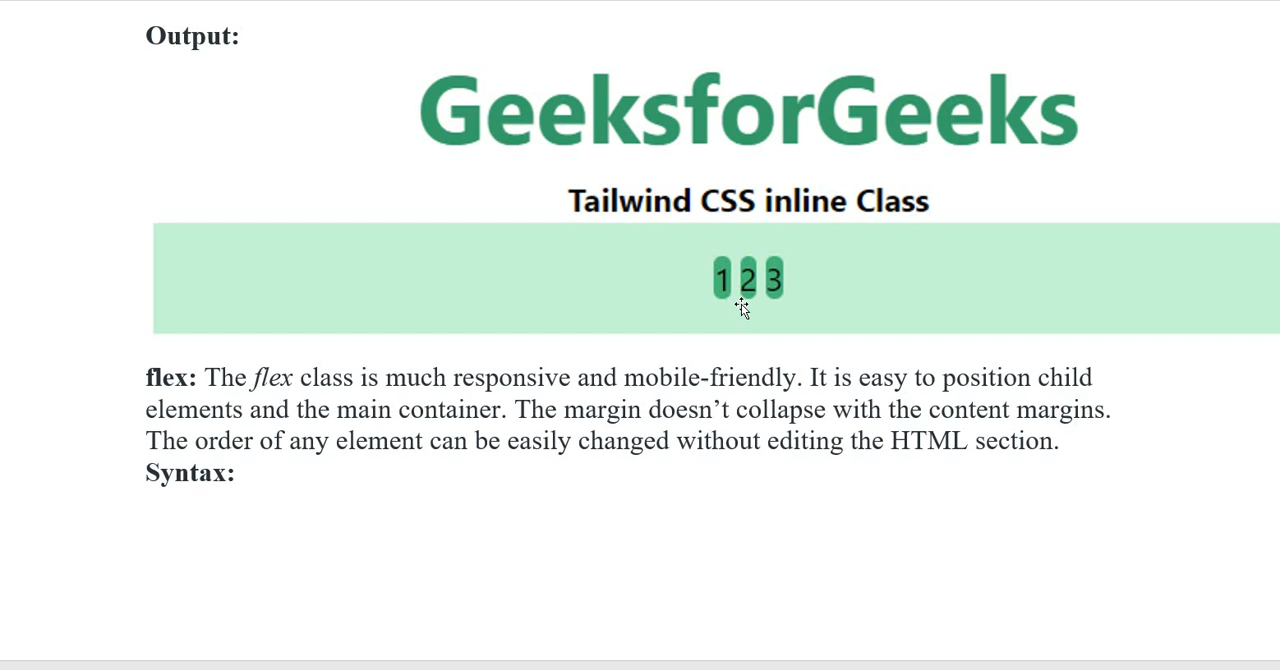 Output:
GeeksforGeeks
Tailwind CSS inline Class
1 2 3
flex: The flex class is much responsive and mobile-friendly. It is easy to position child
elements and the main container. The margin doesn’t collapse with the content margins.
The order of any element can be easily changed without editing the HTML section.
Syntax: